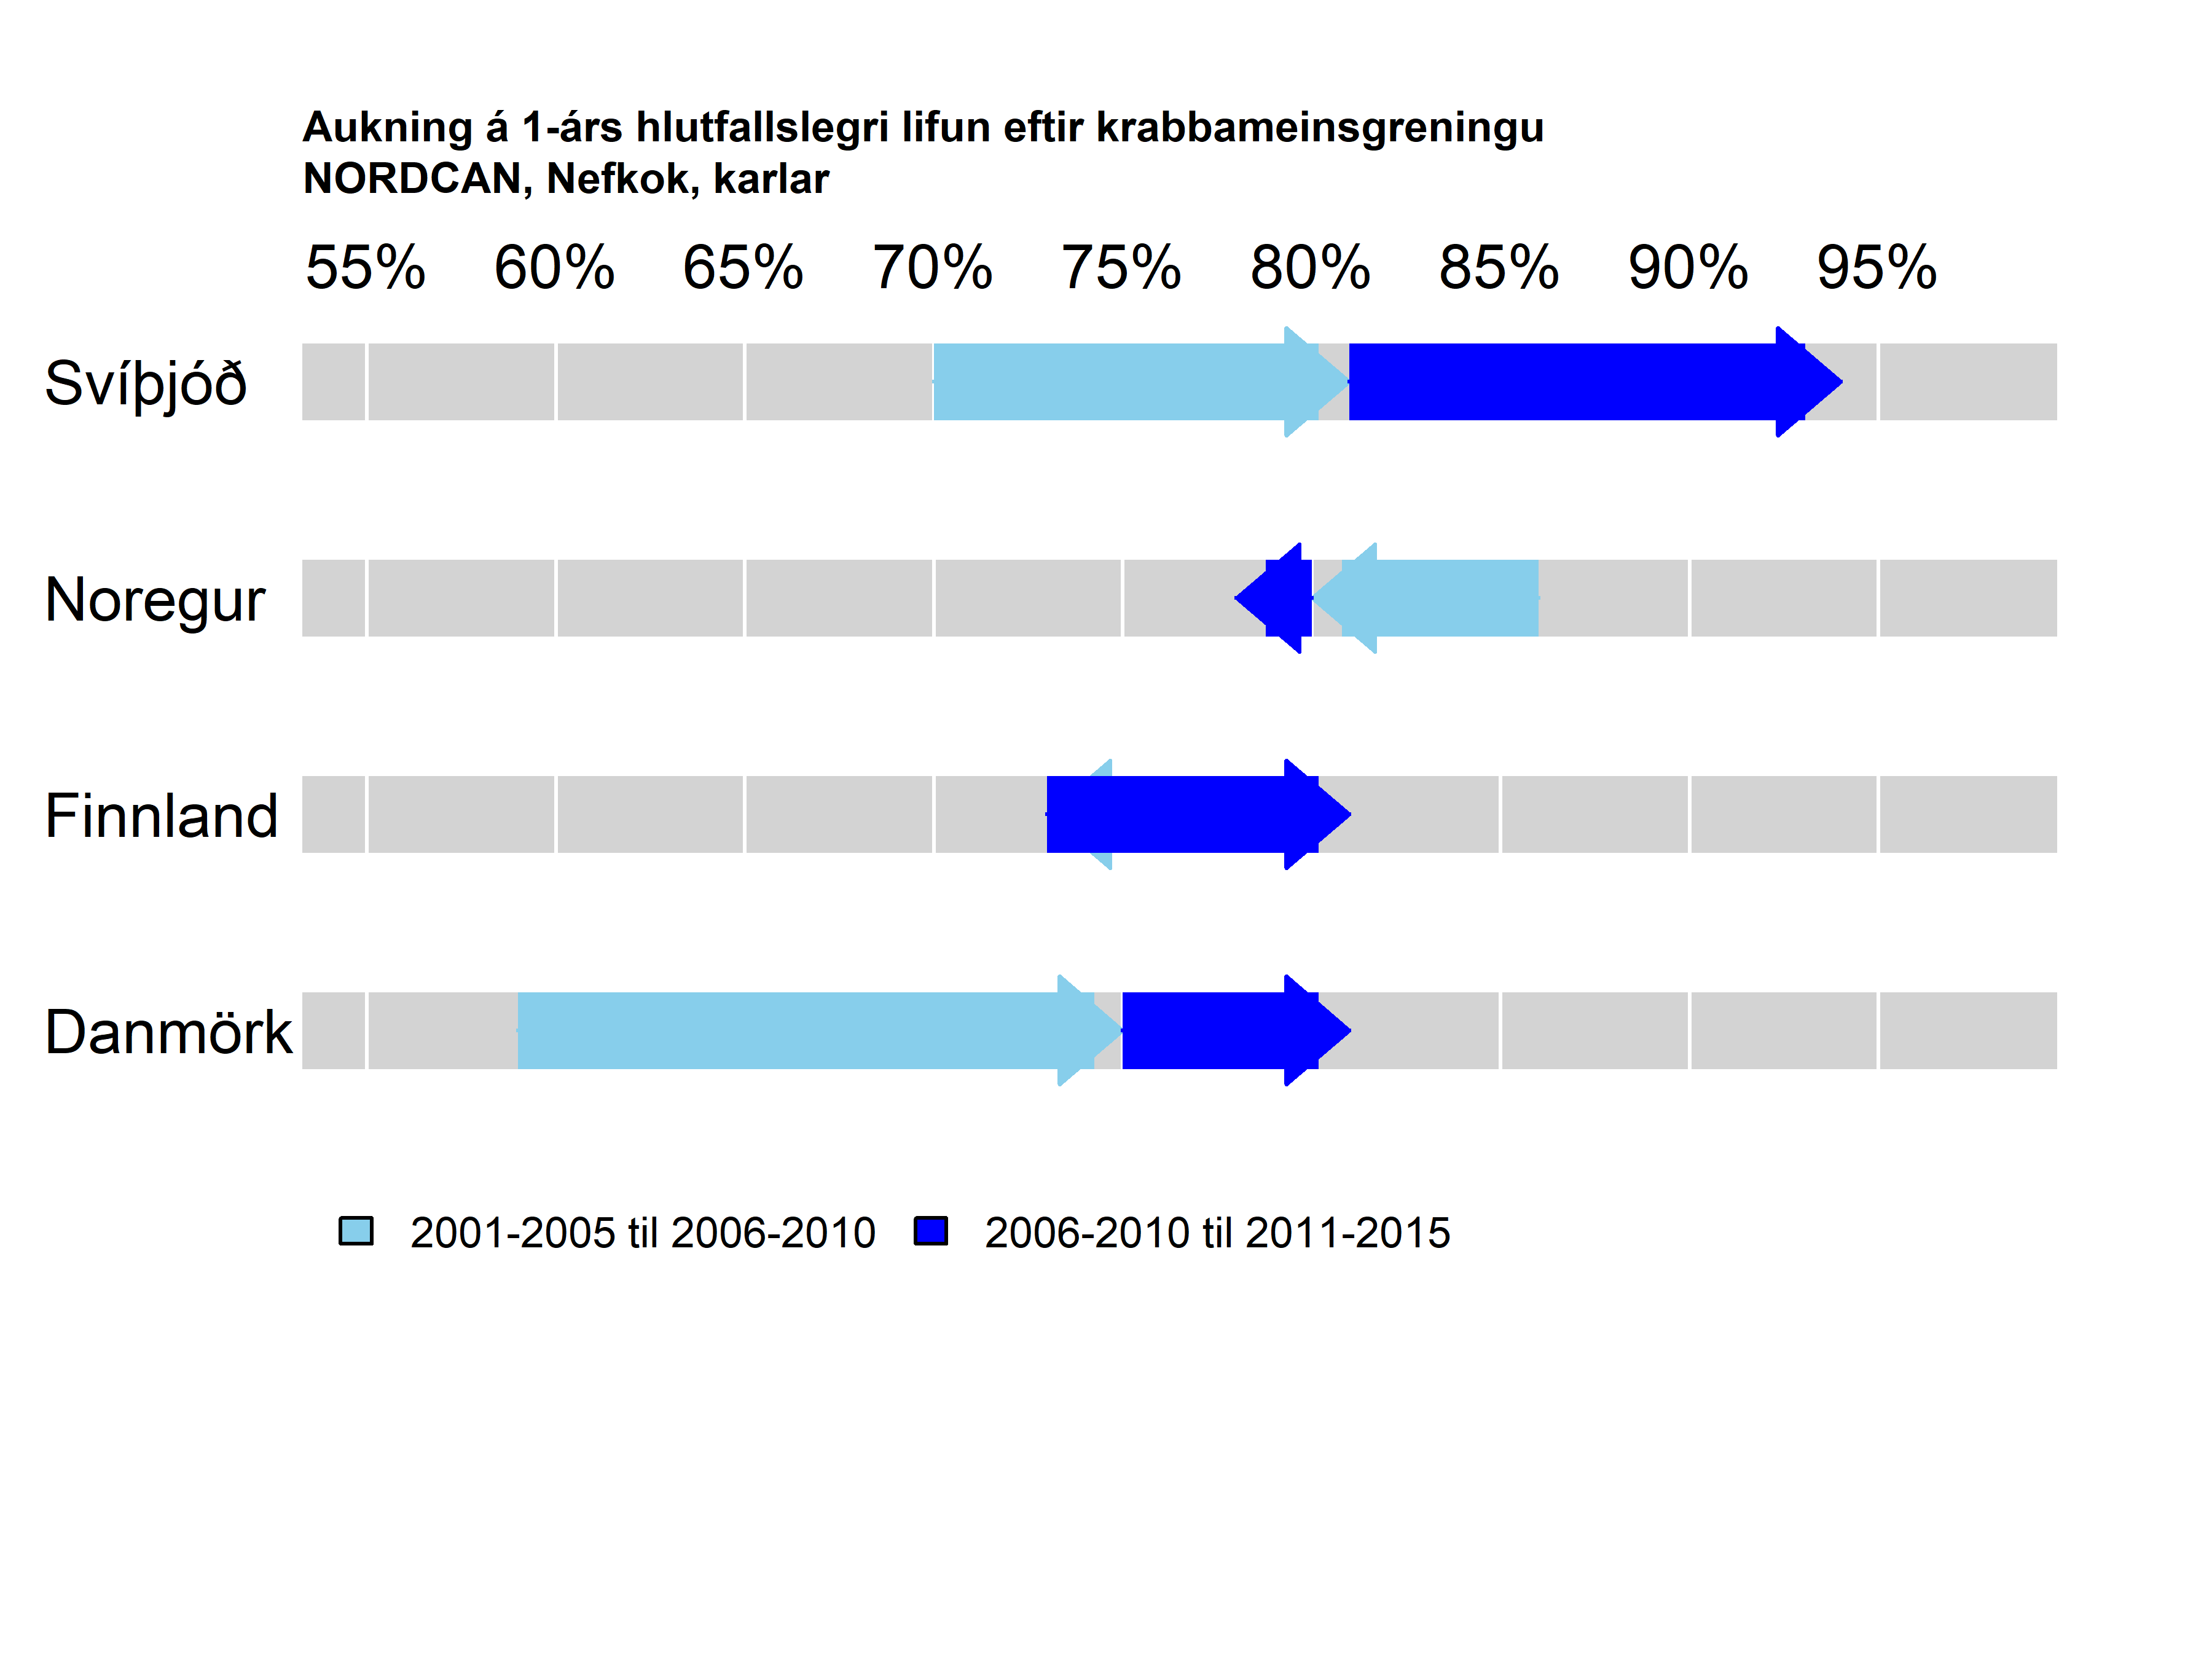 Aukning á 1-árs hlutfallslegri lifun eftir krabbameinsgreningu
NORDCAN, Nefkok, karlar
55% 60% 65% 70% 75% 80% 85% 90% 95%
Svíþjóð
Noregur
Finnland
Danmörk
2001-2005 til 2006-2010 2006-2010 til 2011-2015